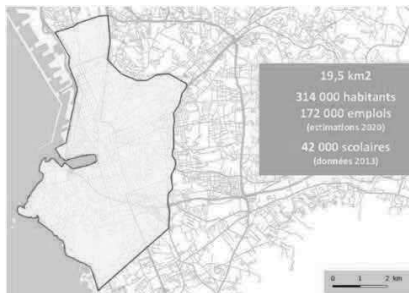 19,5 km2
314 000 habitants
172 000 emplois
(estimations 2020)
42 000 scolaires
(données 2013)
0 1 2 km